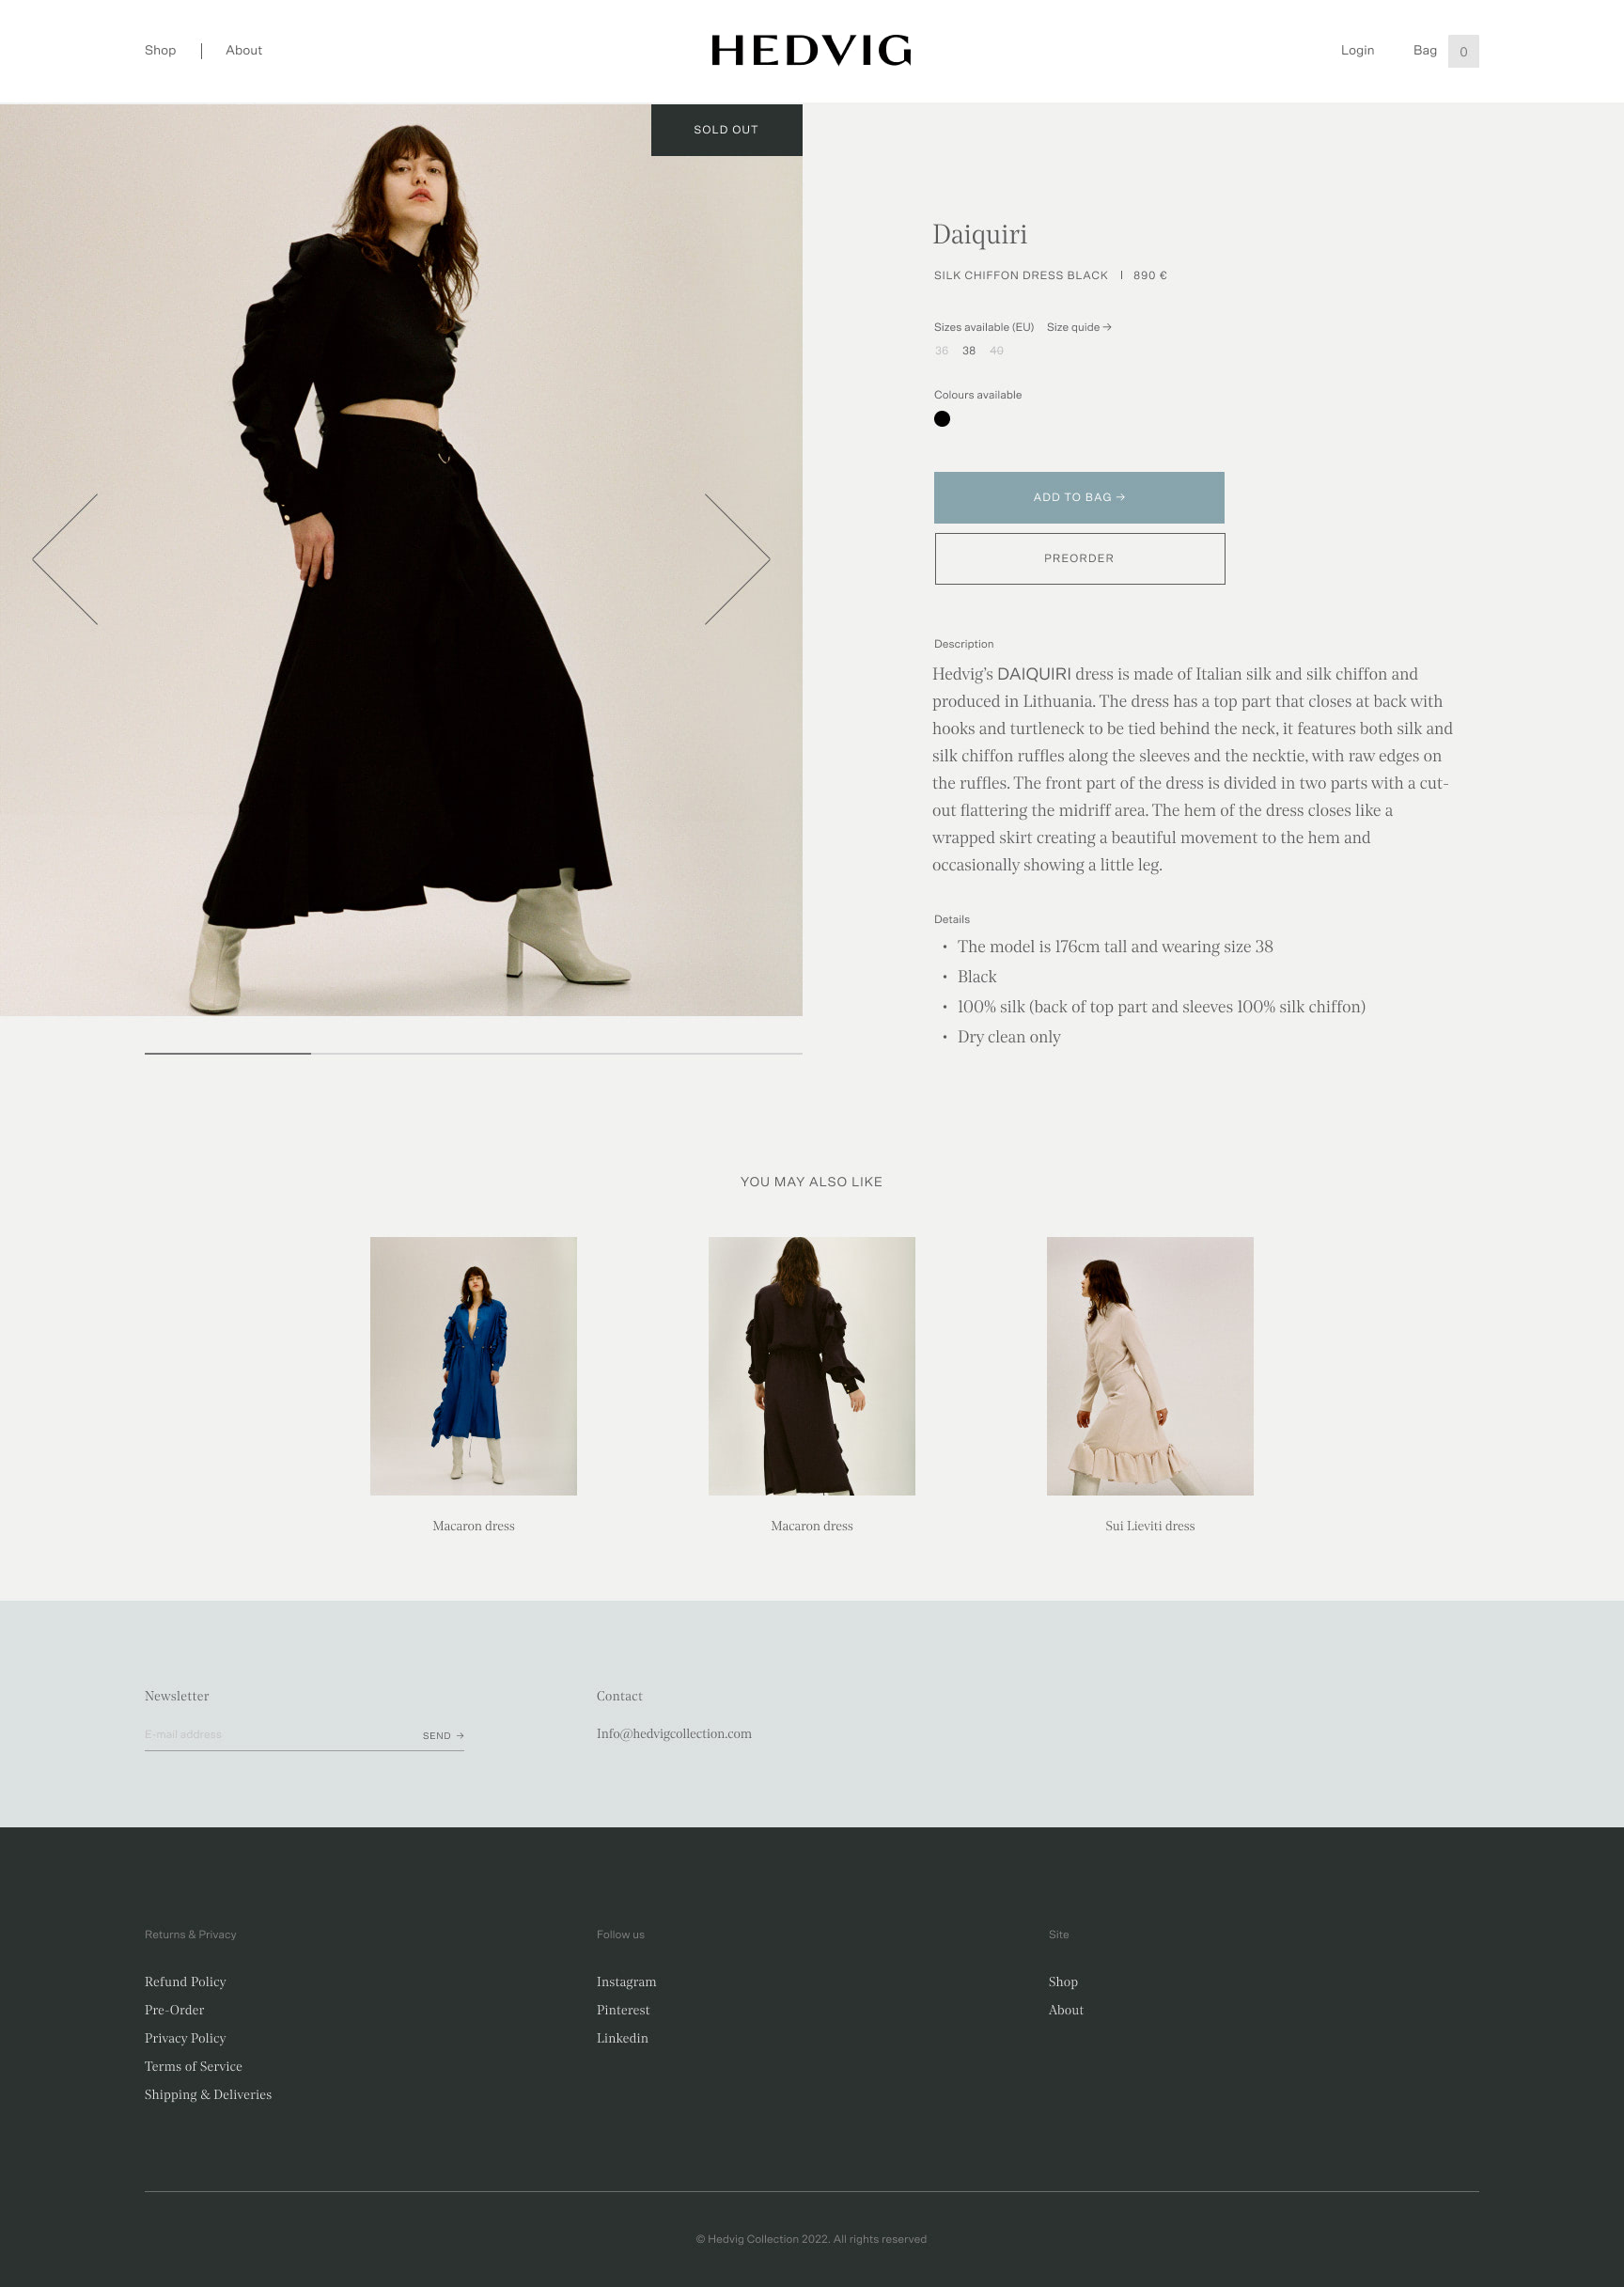 Shop | About
HEDVIG
Login Bag 0
SOLD OUT
Daiquiri
SILK CHIFFON DRESS BLACK | 890 €
Sizes available (EU) Size quide →
36 38 40
Colours available
ADD TO BAG →
PREORDER
Description
Hedvig’s DAIQUIRI dress is made of Italian silk and silk chiffon and
produced in Lithuania. The dress has a top part that closes at back with
hooks and turtleneck to be tied behind the neck, it features both silk and
silk chiffon ruffles along the sleeves and the necktie, with raw edges on
the ruffles. The front part of the dress is divided in two parts with a cut-
out flattering the midriff area. The hem of the dress closes like a
wrapped skirt creating a beautiful movement to the hem and
occasionally showing a little leg.
Details
• The model is 176cm tall and wearing size 38
• Black
• 100% silk (back of top part and sleeves 100% silk chiffon)
• Dry clean only
YOU MAY ALSO LIKE
Macaron dress
Macaron dress
Sui Lieviti dress
Newsletter
E-mail address
SEND →
Contact
Info@hedvigcollection.com
Returns & Privacy
Refund Policy
Pre-Order
Privacy Policy
Terms of Service
Shipping & Deliveries
Follow us
Instagram
Pinterest
Linkedin
Site
Shop
About
© Hedvig Collection 2022. All rights reserved